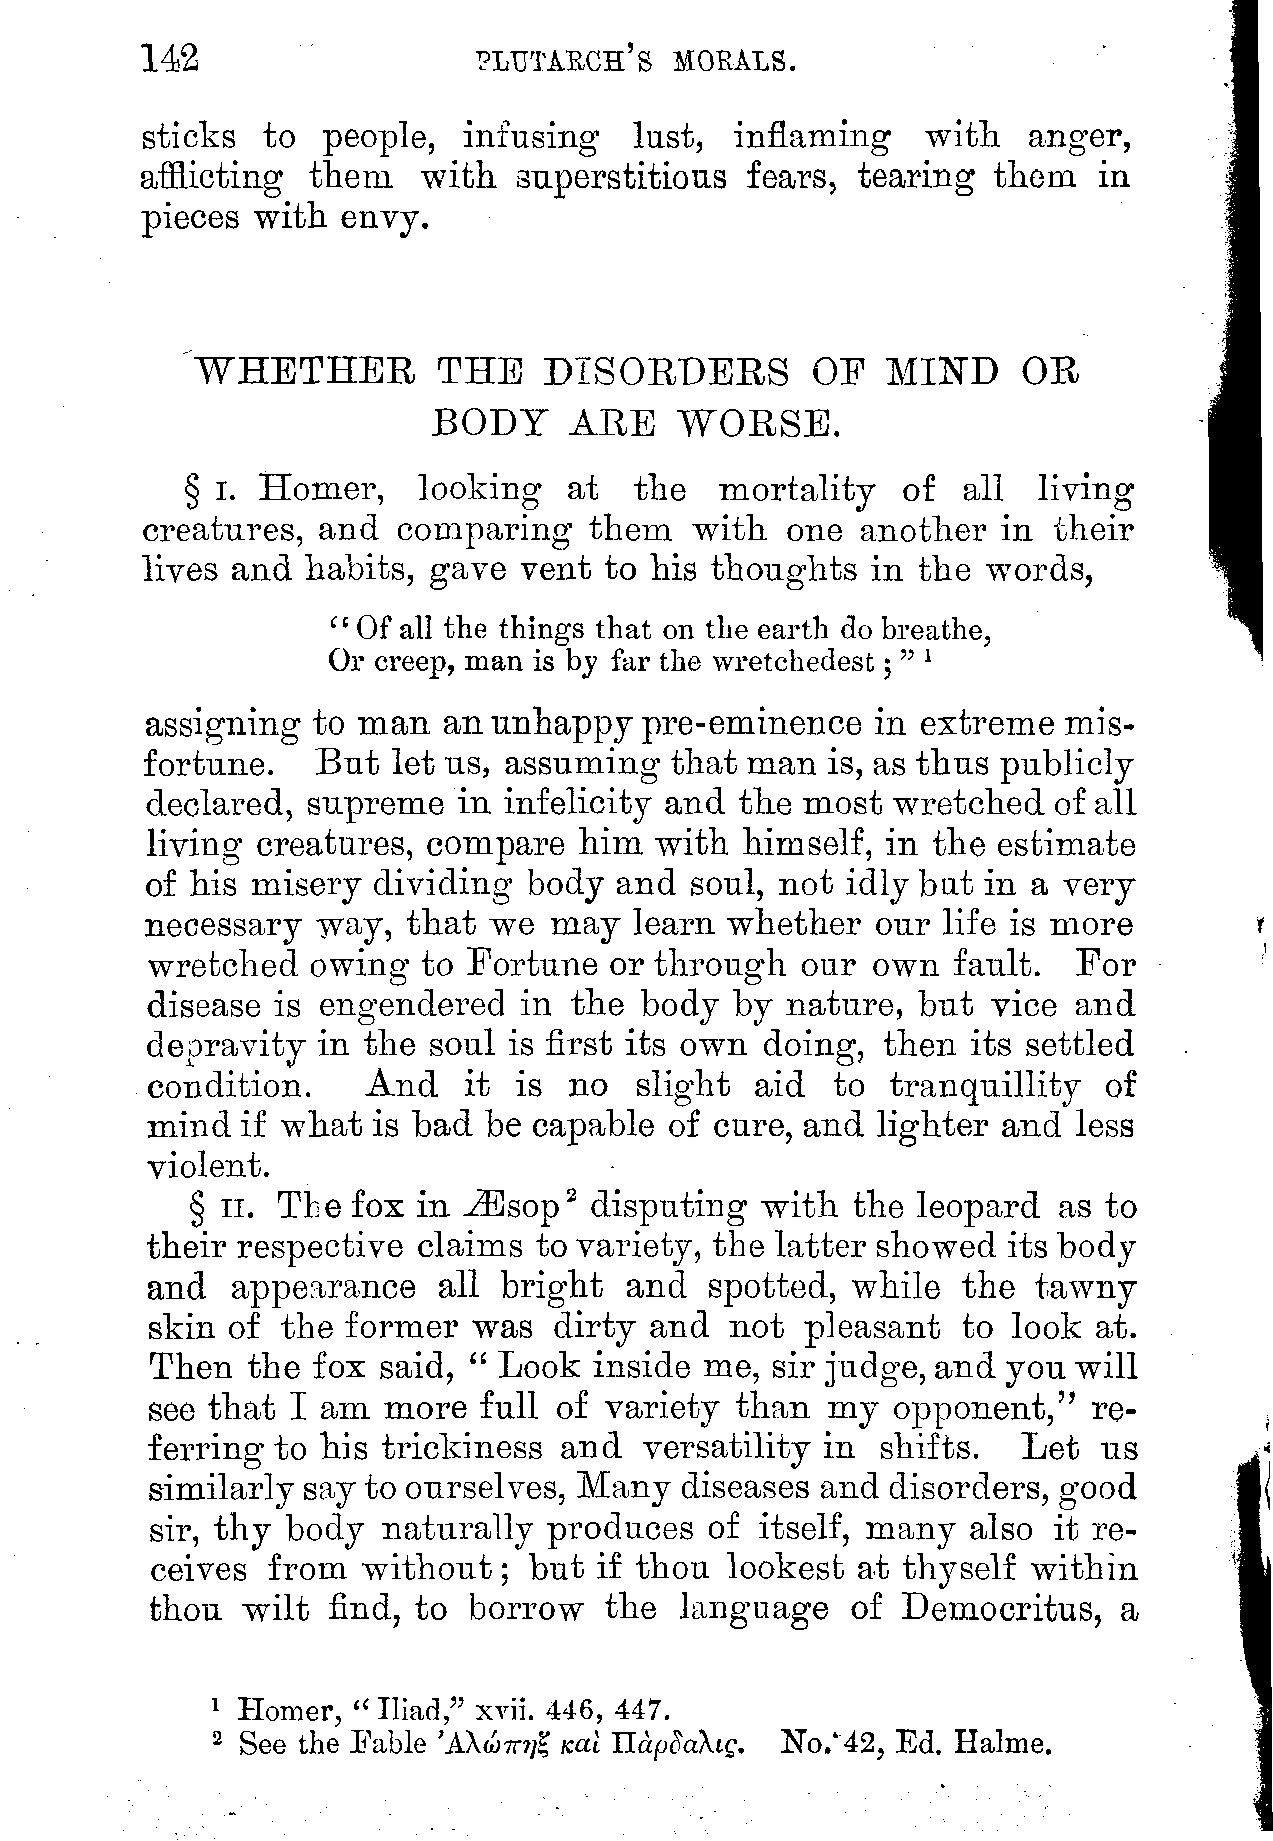 142 PLUTARCH'S MORALS.
sticks to people, infusing lust, inflaming with anger,
afflicting them with superstitious fears, tearing them in
pieces with envy.
WHETHER THE DISORDERS OF MIND OR
BODY ARE WORSE.
§ I. Homer, looking at the mortality of all living
creatures, and comparing them with one another in their
lives and habits, gave vent to his thoughts in the words,
“Of all the things that on the earth do breathe,
Or creep, man is by far the wretchedest;” ¹
assigning to man an unhappy pre-eminence in extreme mis-
fortune. But let us, assuming that man is, as thus publicly
declared, supreme in infelicity and the most wretched of all
living creatures, compare him with himself, in the estimate
of his misery dividing body and soul, not idly but in a very
necessary way, that we may learn whether our life is more
wretched owing to Fortune or through our own fault. For
disease is engendered in the body by nature, but vice and
depravity in the soul is first its own doing, then its settled
condition. And it is no slight aid to tranquillity of
mind if what is bad be capable of cure, and lighter and less
violent.
§ II. The fox in Æsop² disputing with the leopard as to
their respective claims to variety, the latter showed its body
and appearance all bright and spotted, while the tawny
skin of the former was dirty and not pleasant to look at.
Then the fox said, “Look inside me, sir judge, and you will
see that I am more full of variety than my opponent,” re-
ferring to his trickiness and versatility in shifts. Let us
similarly say to ourselves, Many diseases and disorders, good
sir, thy body naturally produces of itself, many also it re-
ceives from without; but if thou lookest at thyself within
thou wilt find, to borrow the language of Democritus, a
¹ Homer, “Iliad,” xvii. 446, 447.
² See the Fable Ἀλώπηξ καὶ Πὰρδαλις. No. 42, Ed. Halme.